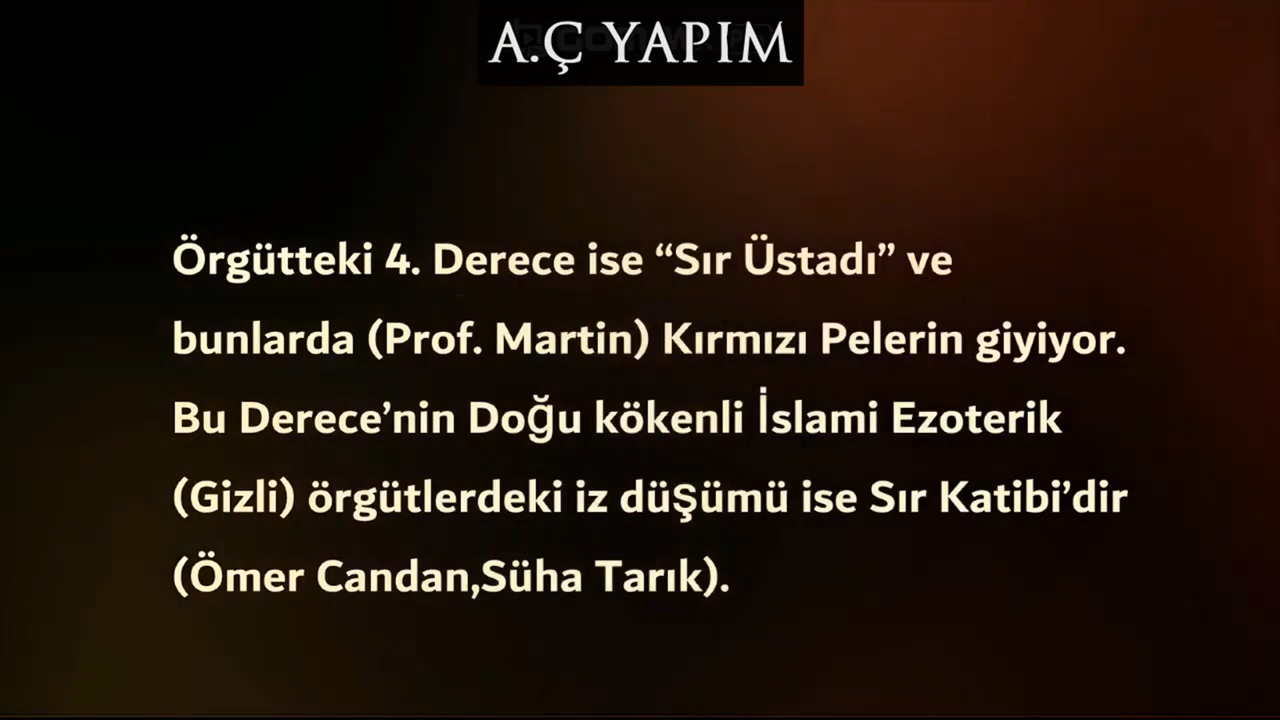 A.Ç YAPIM
Örgütteki 4. Derece ise “Sır Üstadı” ve
bunlarda (Prof. Martin) Kırmızı Pelerin giyiyor.
Bu Derece’nin Doğu kökenli İslami Ezoterik
(Gizli) örgütlerdeki iz düşümü ise Sır Katibi’dir
(Ömer Candan,Süha Tarık).